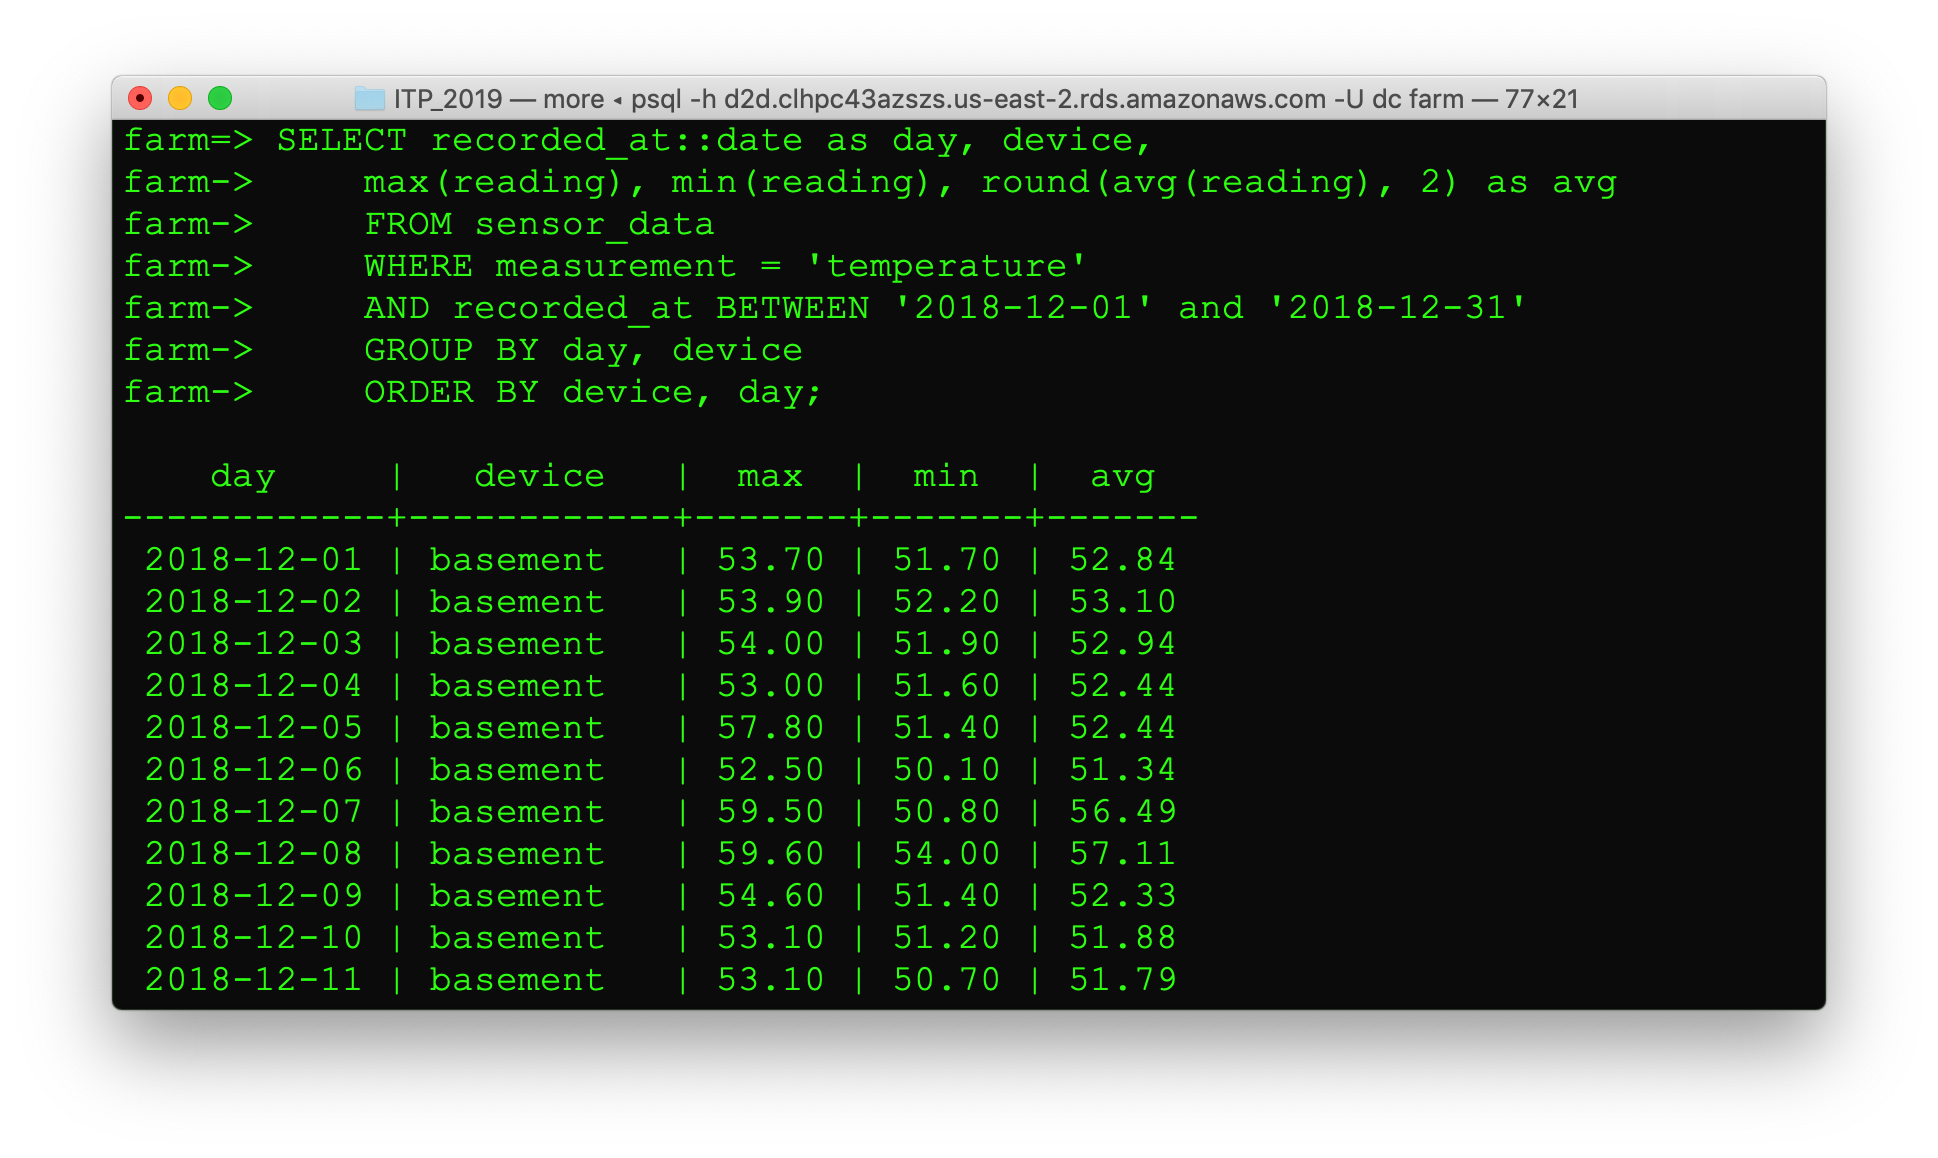 ITP_2019 — more ◂ psql -h d2d.clhpc43azszs.us-east-2.rds.amazonaws.com -U dc farm — 77×21
farm=> SELECT recorded_at::date as day, device,
farm->     max(reading), min(reading), round(avg(reading), 2) as avg
farm->     FROM sensor_data
farm->     WHERE measurement = 'temperature'
farm->     AND recorded_at BETWEEN '2018-12-01' and '2018-12-31'
farm->     GROUP BY day, device
farm->     ORDER BY device, day;
    day     |   device   |  max  |  min  |  avg
------------+------------+-------+-------+-------
 2018-12-01 | basement   | 53.70 | 51.70 | 52.84
 2018-12-02 | basement   | 53.90 | 52.20 | 53.10
 2018-12-03 | basement   | 54.00 | 51.90 | 52.94
 2018-12-04 | basement   | 53.00 | 51.60 | 52.44
 2018-12-05 | basement   | 57.80 | 51.40 | 52.44
 2018-12-06 | basement   | 52.50 | 50.10 | 51.34
 2018-12-07 | basement   | 59.50 | 50.80 | 56.49
 2018-12-08 | basement   | 59.60 | 54.00 | 57.11
 2018-12-09 | basement   | 54.60 | 51.40 | 52.33
 2018-12-10 | basement   | 53.10 | 51.20 | 51.88
 2018-12-11 | basement   | 53.10 | 50.70 | 51.79